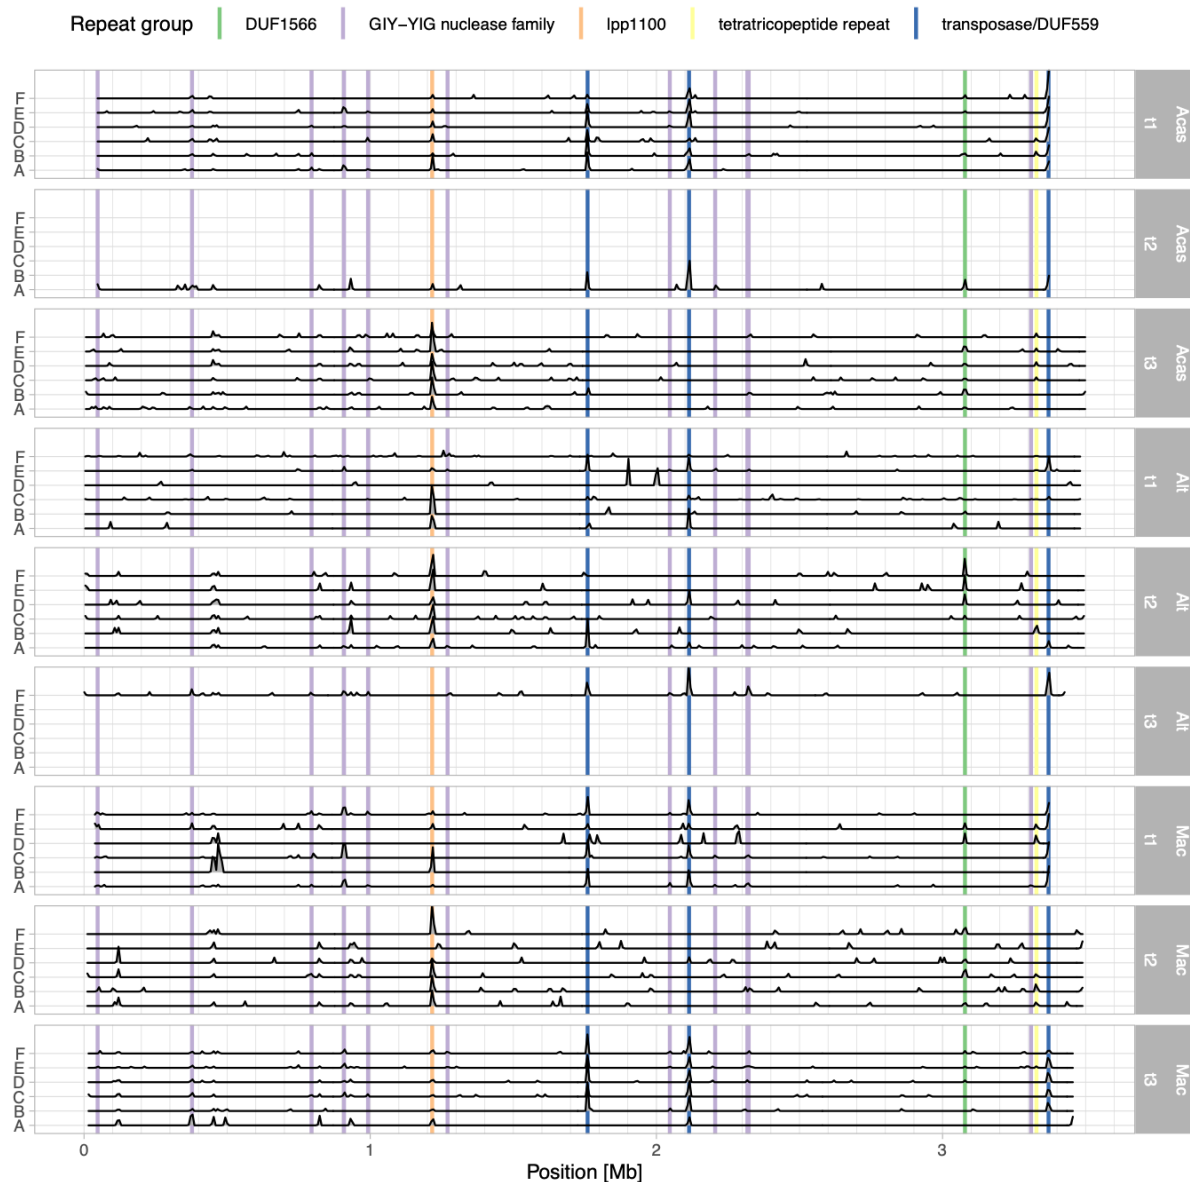 Repeat group DUF1566 GIY−YIG nuclease family lpp1100 tetratricopeptide repeat transposase/DUF559
F
E
D
C
B
A
Acas
t1
F
E
D
C
B
A
Acas
t2
F
E
D
C
B
A
Acas
t3
F
E
D
C
B
A
Alt
t1
F
E
D
C
B
A
Alt
t2
F
E
D
C
B
A
Alt
t3
F
E
D
C
B
A
Mac
t1
F
E
D
C
B
A
Mac
t2
F
E
D
C
B
A
Mac
t3
0 1 2 3
Position [Mb]